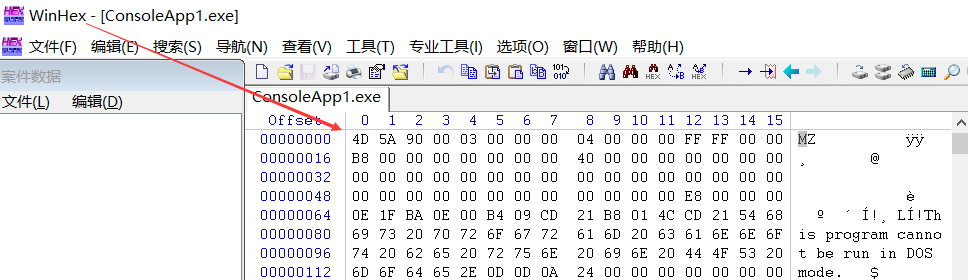 WinHex - [ConsoleApp1.exe]
文件(F) 编辑(E) 搜索(S) 导航(N) 查看(V) 工具(T) 专业工具(I) 选项(O) 窗口(W) 帮助(H)
案件数据
文件(L) 编辑(D)
ConsoleApp1.exe
Offset 0 1 2 3 4 5 6 7 8 9 10 11 12 13 14 15
00000000 4D 5A 90 00 03 00 00 00 04 00 00 00 FF FF 00 00 MZ ÿÿ
00000016 B8 00 00 00 00 00 00 00 40 00 00 00 00 00 00 00 ¸ @
00000032 00 00 00 00 00 00 00 00 00 00 00 00 00 00 00 00
00000048 00 00 00 00 00 00 00 00 00 00 00 00 E8 00 00 00 è
00000064 0E 1F BA 0E 00 B4 09 CD 21 B8 01 4C CD 21 54 68 º ´ Í!¸ LÍ!Th
00000080 69 73 20 70 72 6F 67 72 61 6D 20 63 61 6E 6E 6F is program canno
00000096 74 20 62 65 20 72 75 6E 20 69 6E 20 44 4F 53 20 t be run in DOS
00000112 6D 6F 64 65 2E 0D 0D 0A 24 00 00 00 00 00 00 00 mode. $